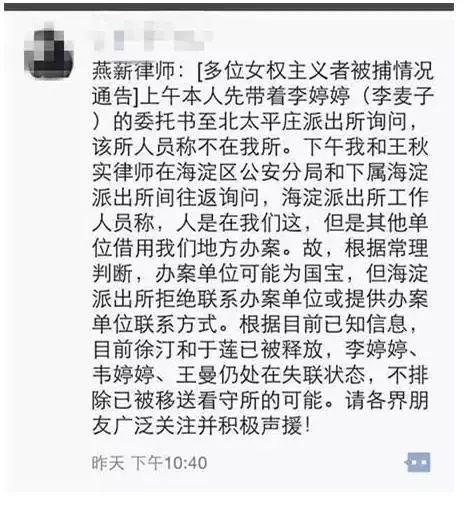 燕薪律师：[多位女权主义者被捕情况
通告]上午本人先带着李婷婷（李麦子
）的委托书至北太平庄派出所询问，
该所人员称不在我所。下午我和王秋
实律师在海淀区公安分局和下属海淀
派出所间往返询问，海淀派出所工作
人员称，人是在我们这，但是其他单
位借用我们地方办案。故，根据常理
判断，办案单位可能为国宝，但海淀
派出所拒绝联系办案单位或提供办案
单位联系方式。根据目前已知信息，
目前徐汀和于莲已被释放，李婷婷、
韦婷婷、王曼仍处在失联状态，不排
除已被移送看守所的可能。请各界朋
友广泛关注并积极声援！
昨天 下午10:40